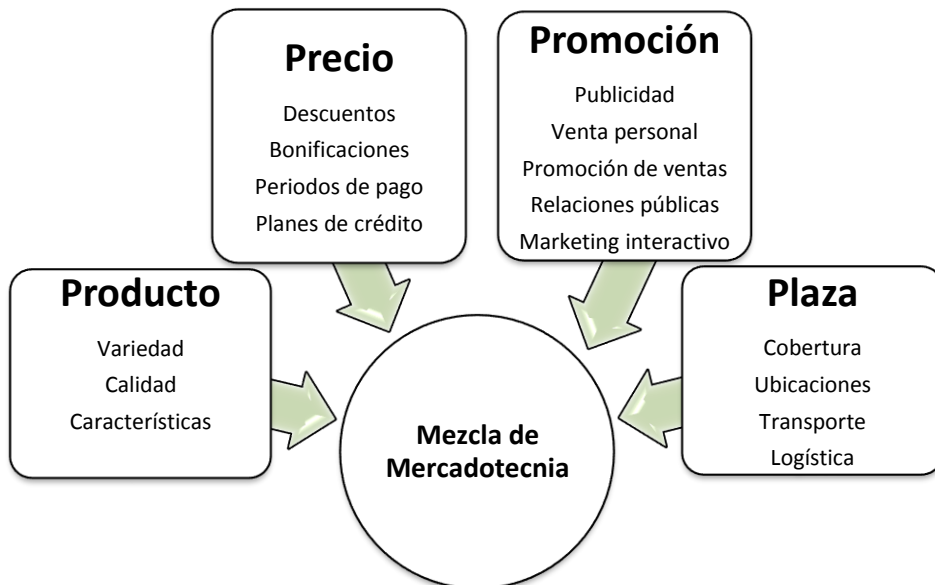 Precio
Descuentos
Bonificaciones
Periodos de pago
Planes de crédito
Promoción
Publicidad
Venta personal
Promoción de ventas
Relaciones públicas
Marketing interactivo
Producto
Variedad
Calidad
Características
Plaza
Cobertura
Ubicaciones
Transporte
Logística
Mezcla de
Mercadotecnia